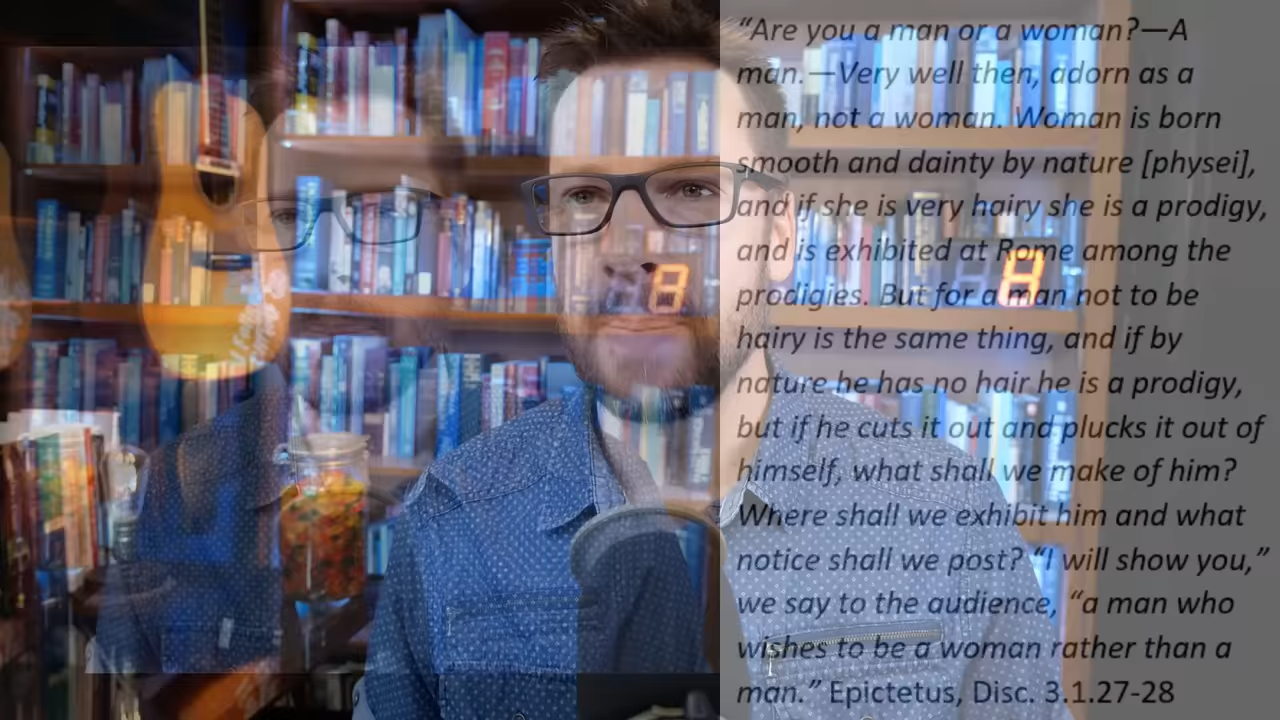 “Are you a man or a woman?—A
man.—Very well then, adorn as a
man, not a woman. Woman is born
smooth and dainty by nature [physei],
and if she is very hairy she is a prodigy,
and is exhibited at Rome among the
prodigies. But for a man not to be
hairy is the same thing, and if by
nature he has no hair he is a prodigy,
but if he cuts it out and plucks it out of
himself, what shall we make of him?
Where shall we exhibit him and what
notice shall we post? “I will show you,”
we say to the audience, “a man who
wishes to be a woman rather than a
man.” Epictetus, Disc. 3.1.27-28